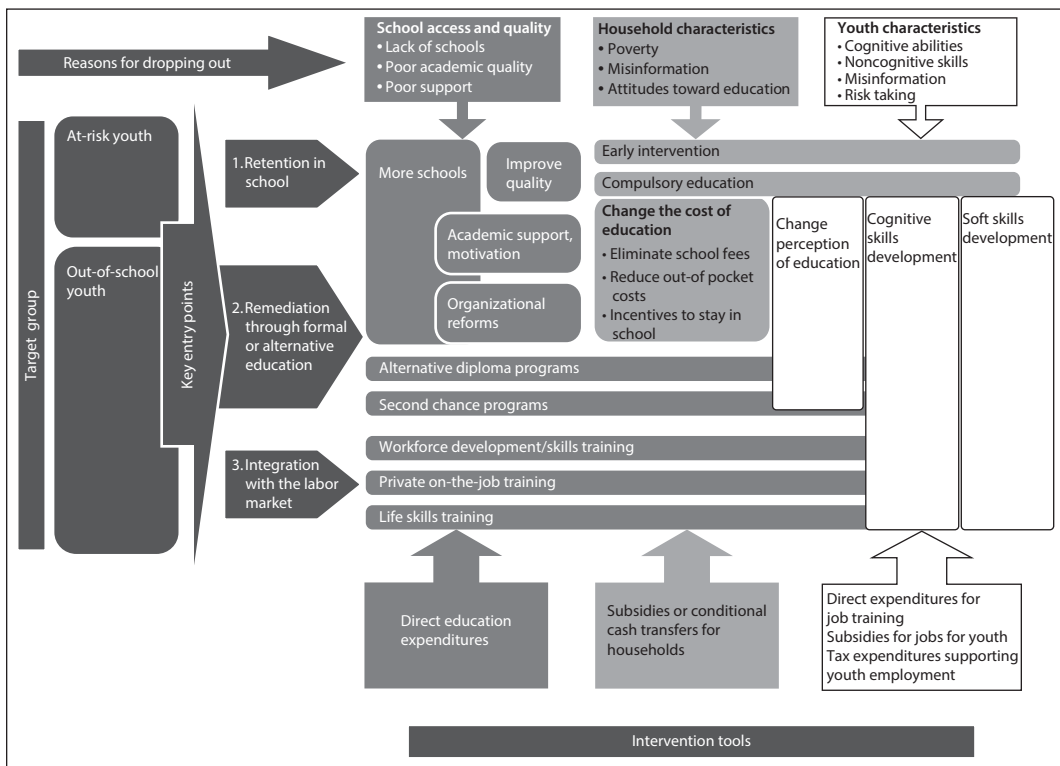 Reasons for dropping out
School access and quality
• Lack of schools
• Poor academic quality
• Poor support
Household characteristics
• Poverty
• Misinformation
• Attitudes toward education
Youth characteristics
• Cognitive abilities
• Noncognitive skills
• Misinformation
• Risk taking
Target group
At-risk youth
Out-of-school
youth
Key entry points
1. Retention in
school
2. Remediation
through formal
or alternative
education
3. Integration
with the labor
market
More schools
Improve
quality
Academic support,
motivation
Organizational
reforms
Early intervention
Compulsory education
Change the cost of
education
• Eliminate school fees
• Reduce out-of pocket
costs
• Incentives to stay in
school
Change
perception
of education
Cognitive
skills
development
Soft skills
development
Alternative diploma programs
Second chance programs
Workforce development/skills training
Private on-the-job training
Life skills training
Direct education
expenditures
Subsidies or conditional
cash transfers for
households
Direct expenditures for
job training
Subsidies for jobs for youth
Tax expenditures supporting
youth employment
Intervention tools